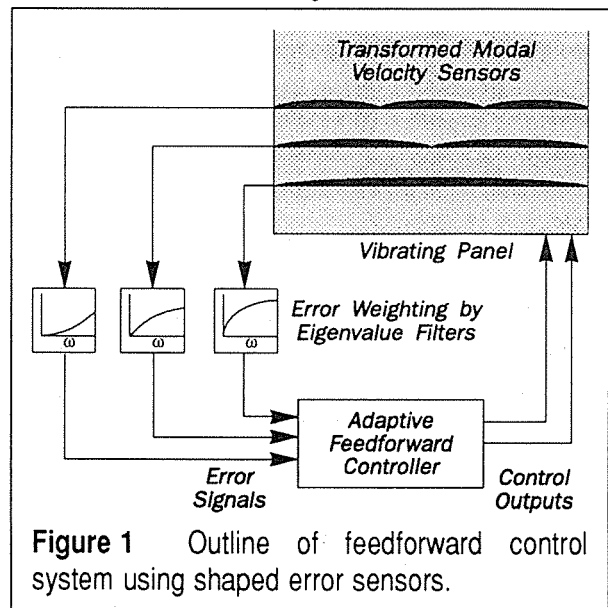 Transformed Modal
Velocity Sensors
Vibrating Panel
Error Weighting by
Eigenvalue Filters
ω
ω
ω
Adaptive
Feedforward
Controller
Error
Signals
Control
Outputs
Figure 1 Outline of feedforward control
system using shaped error sensors.